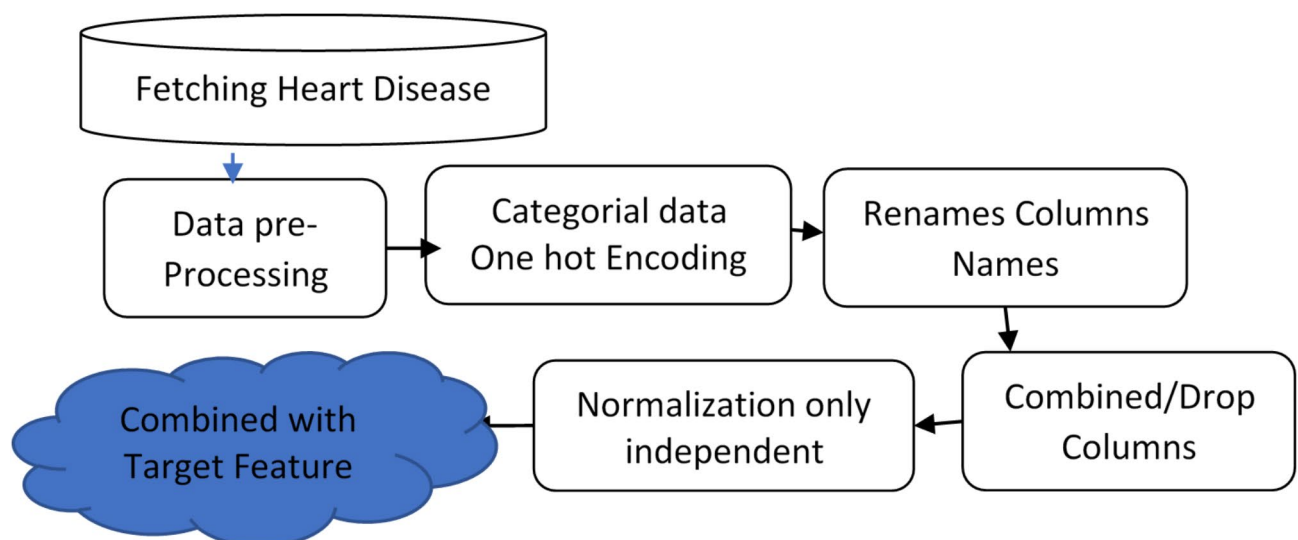 Fetching Heart Disease
Data pre-
Processing
Categorial data
One hot Encoding
Renames Columns
Names
Combined/Drop
Columns
Normalization only
independent
Combined with
Target Feature